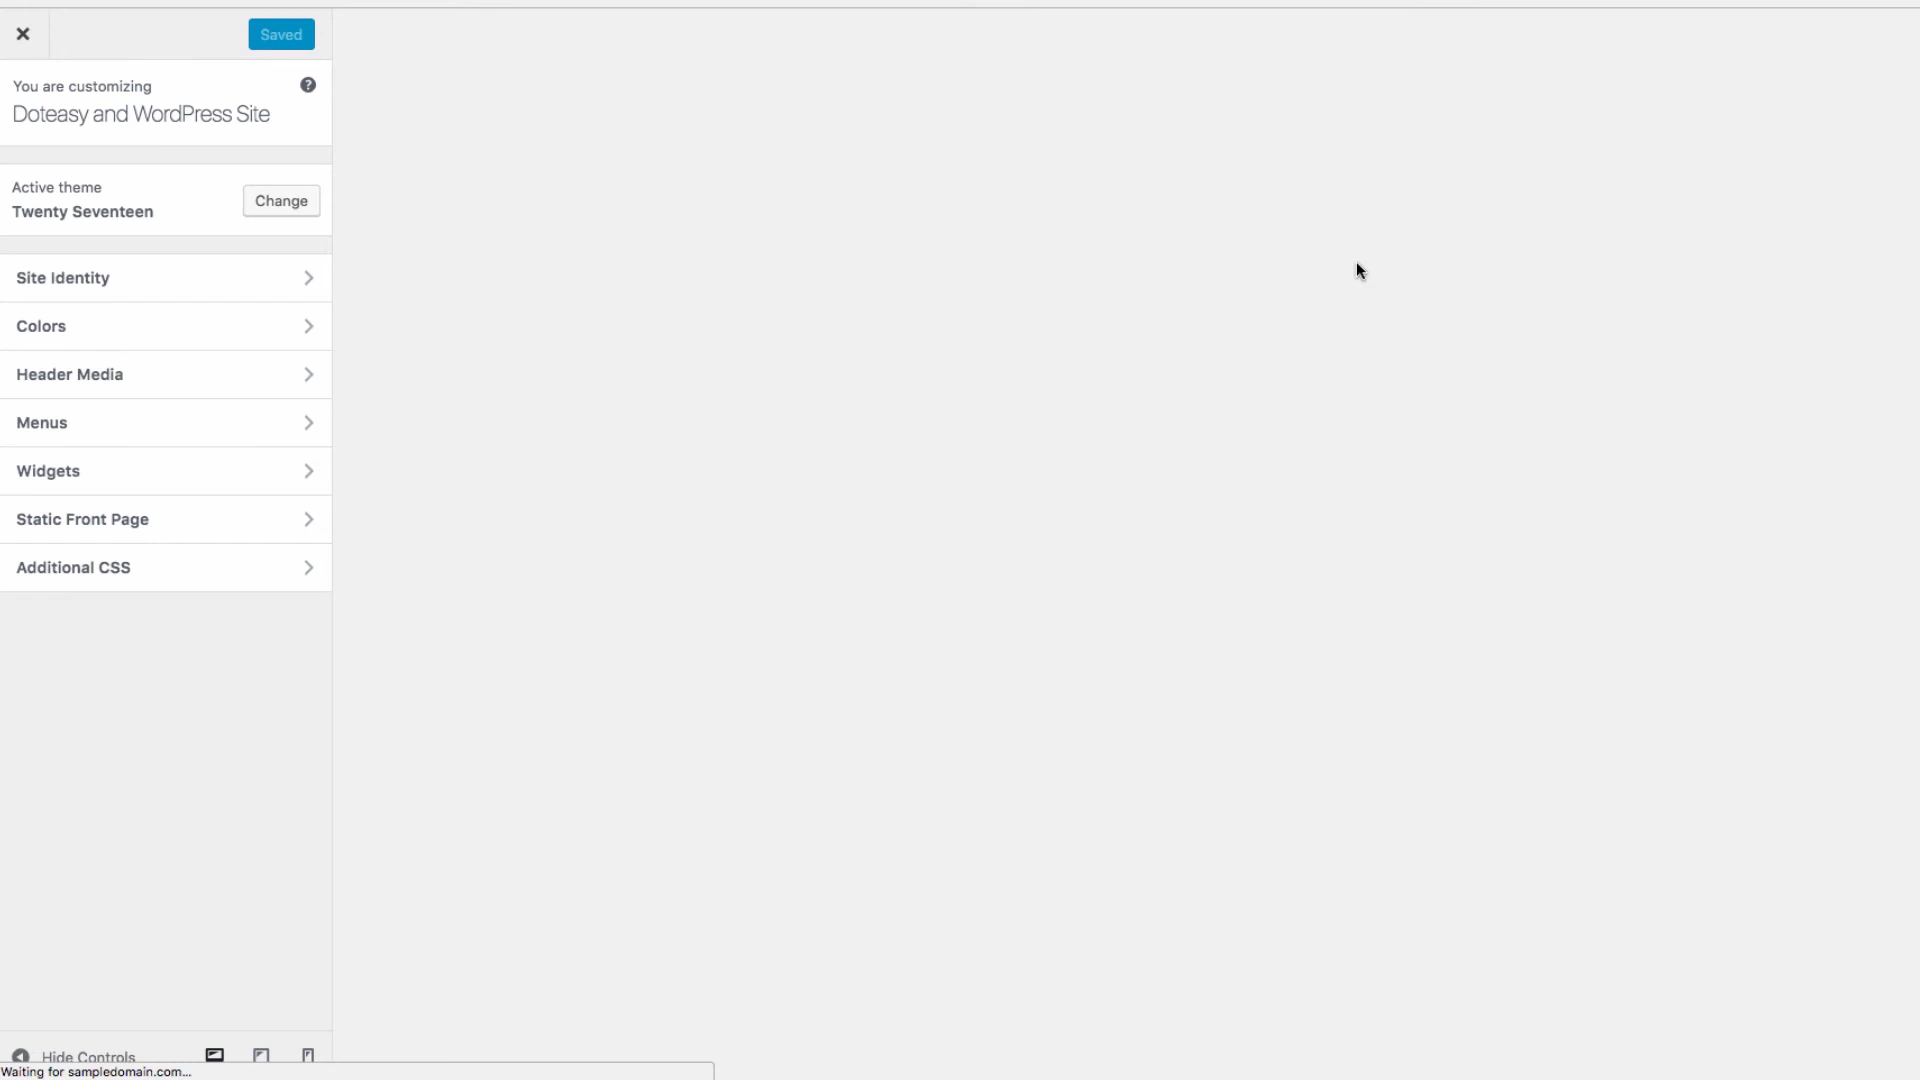 Saved
You are customizing
Doteasy and WordPress Site
Active theme
Twenty Seventeen
Change
Site Identity
Colors
Header Media
Menus
Widgets
Static Front Page
Additional CSS
Hide Controls
Waiting for sampledomain.com...